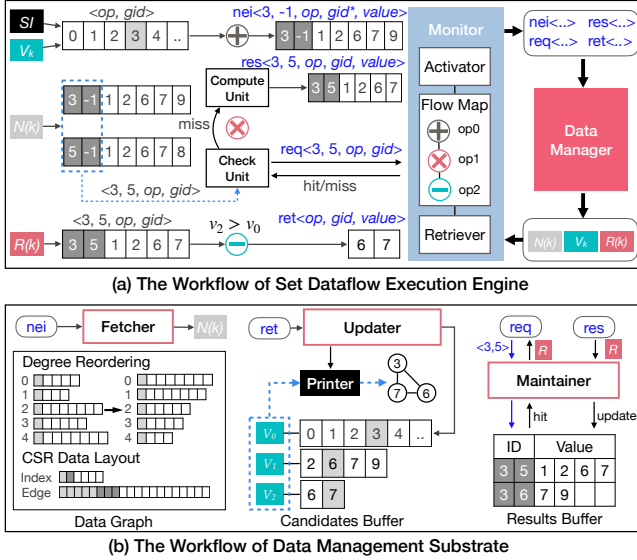 <op, gid>
nei<3, -1, op, gid*, value>
SI
V_k
0 1 2 3 4 ..
3 -1 op
res<3, 5, op, gid, value>
Monitor
nei<..> res<..>
req<..> ret<..>
Activator
3 -1 1 2 6 7 9
Compute
Unit
3 5 1 2 6 7
Flow Map
op0
op1
op2
N(k)
miss
req<3, 5, op, gid>
Data
Manager
5 -1 1 2 6 7 8
Check
Unit
hit/miss
<3, 5, op, gid>
<3, 5, op, gid>
v2 > v0
ret<op, gid, value>
Retriever
R(k)
3 5 1 2 6 7
6 7
N(k) V_k R(k)
(a) The Workflow of Set Dataflow Execution Engine
nei
Fetcher
N(k)
ret
Updater
req
res
<3,5>
R
R
Degree Reordering
0
1
2
3
4
0
1
2
3
4
Printer
3
7 6
Maintainer
hit
update
CSR Data Layout
Index
Edge
V0
0 1 2 3 4 ..
V1
2 6 7 9
V2
6 7
ID Value
3 5 1 2 6 7
3 6 7 9
Data Graph
Candidates Buffer
Results Buffer
(b) The Workflow of Data Management Substrate